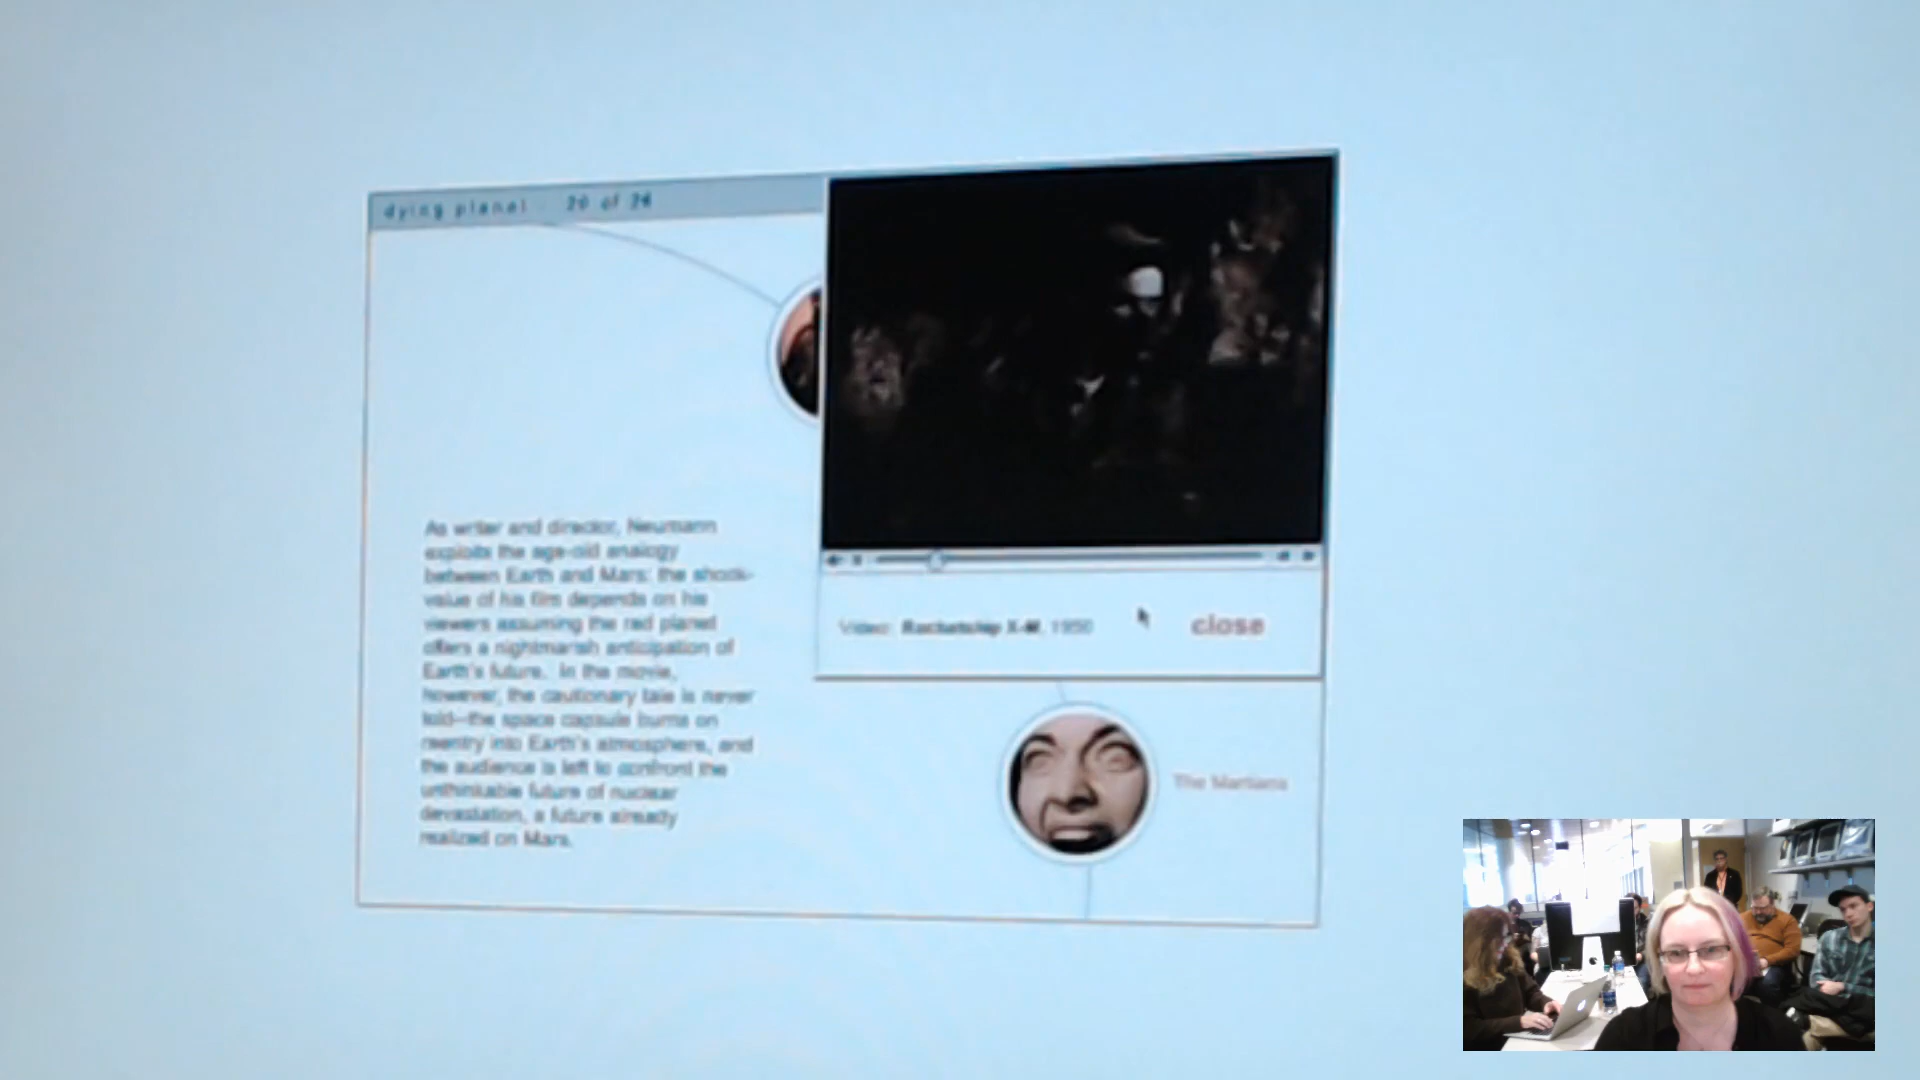 dying planet 20 of 24
As writer and director, Neumann
exploits the age-old analogy
between Earth and Mars: the shock-
value of his film depends on his
viewers assuming the red planet
offers a nightmarish anticipation of
Earth's future. In the movie,
however, the cautionary tale is never
told—the space capsule burns on
reentry into Earth's atmosphere, and
the audience is left to confront the
unthinkable future of nuclear
devastation, a future already
realized on Mars.
Video: Rocketship X-M, 1950
close
The Martians